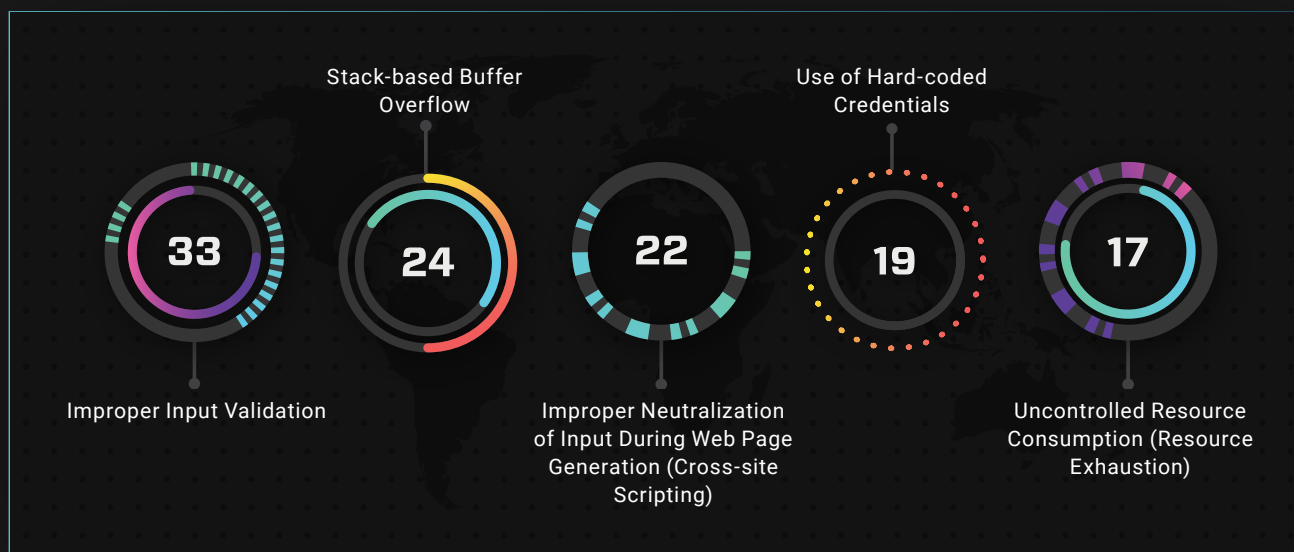 33
Improper Input Validation
Stack-based Buffer
Overflow
24
22
Improper Neutralization
of Input During Web Page
Generation (Cross-site
Scripting)
Use of Hard-coded
Credentials
19
17
Uncontrolled Resource
Consumption (Resource
Exhaustion)